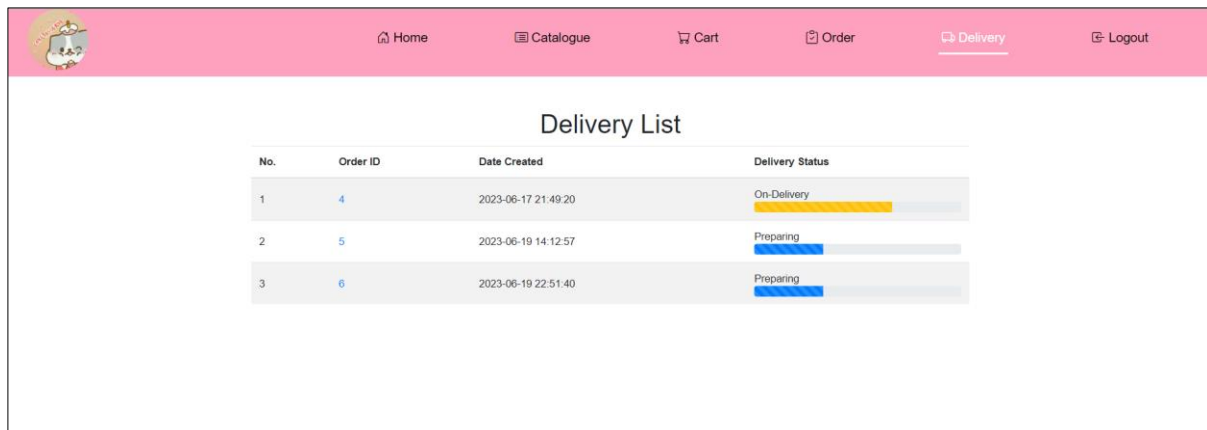 Home Catalogue Cart Order Delivery Logout
Delivery List
No. Order ID Date Created Delivery Status
1 4 2023-06-17 21:49:20 On-Delivery
2 5 2023-06-19 14:12:57 Preparing
3 6 2023-06-19 22:51:40 Preparing